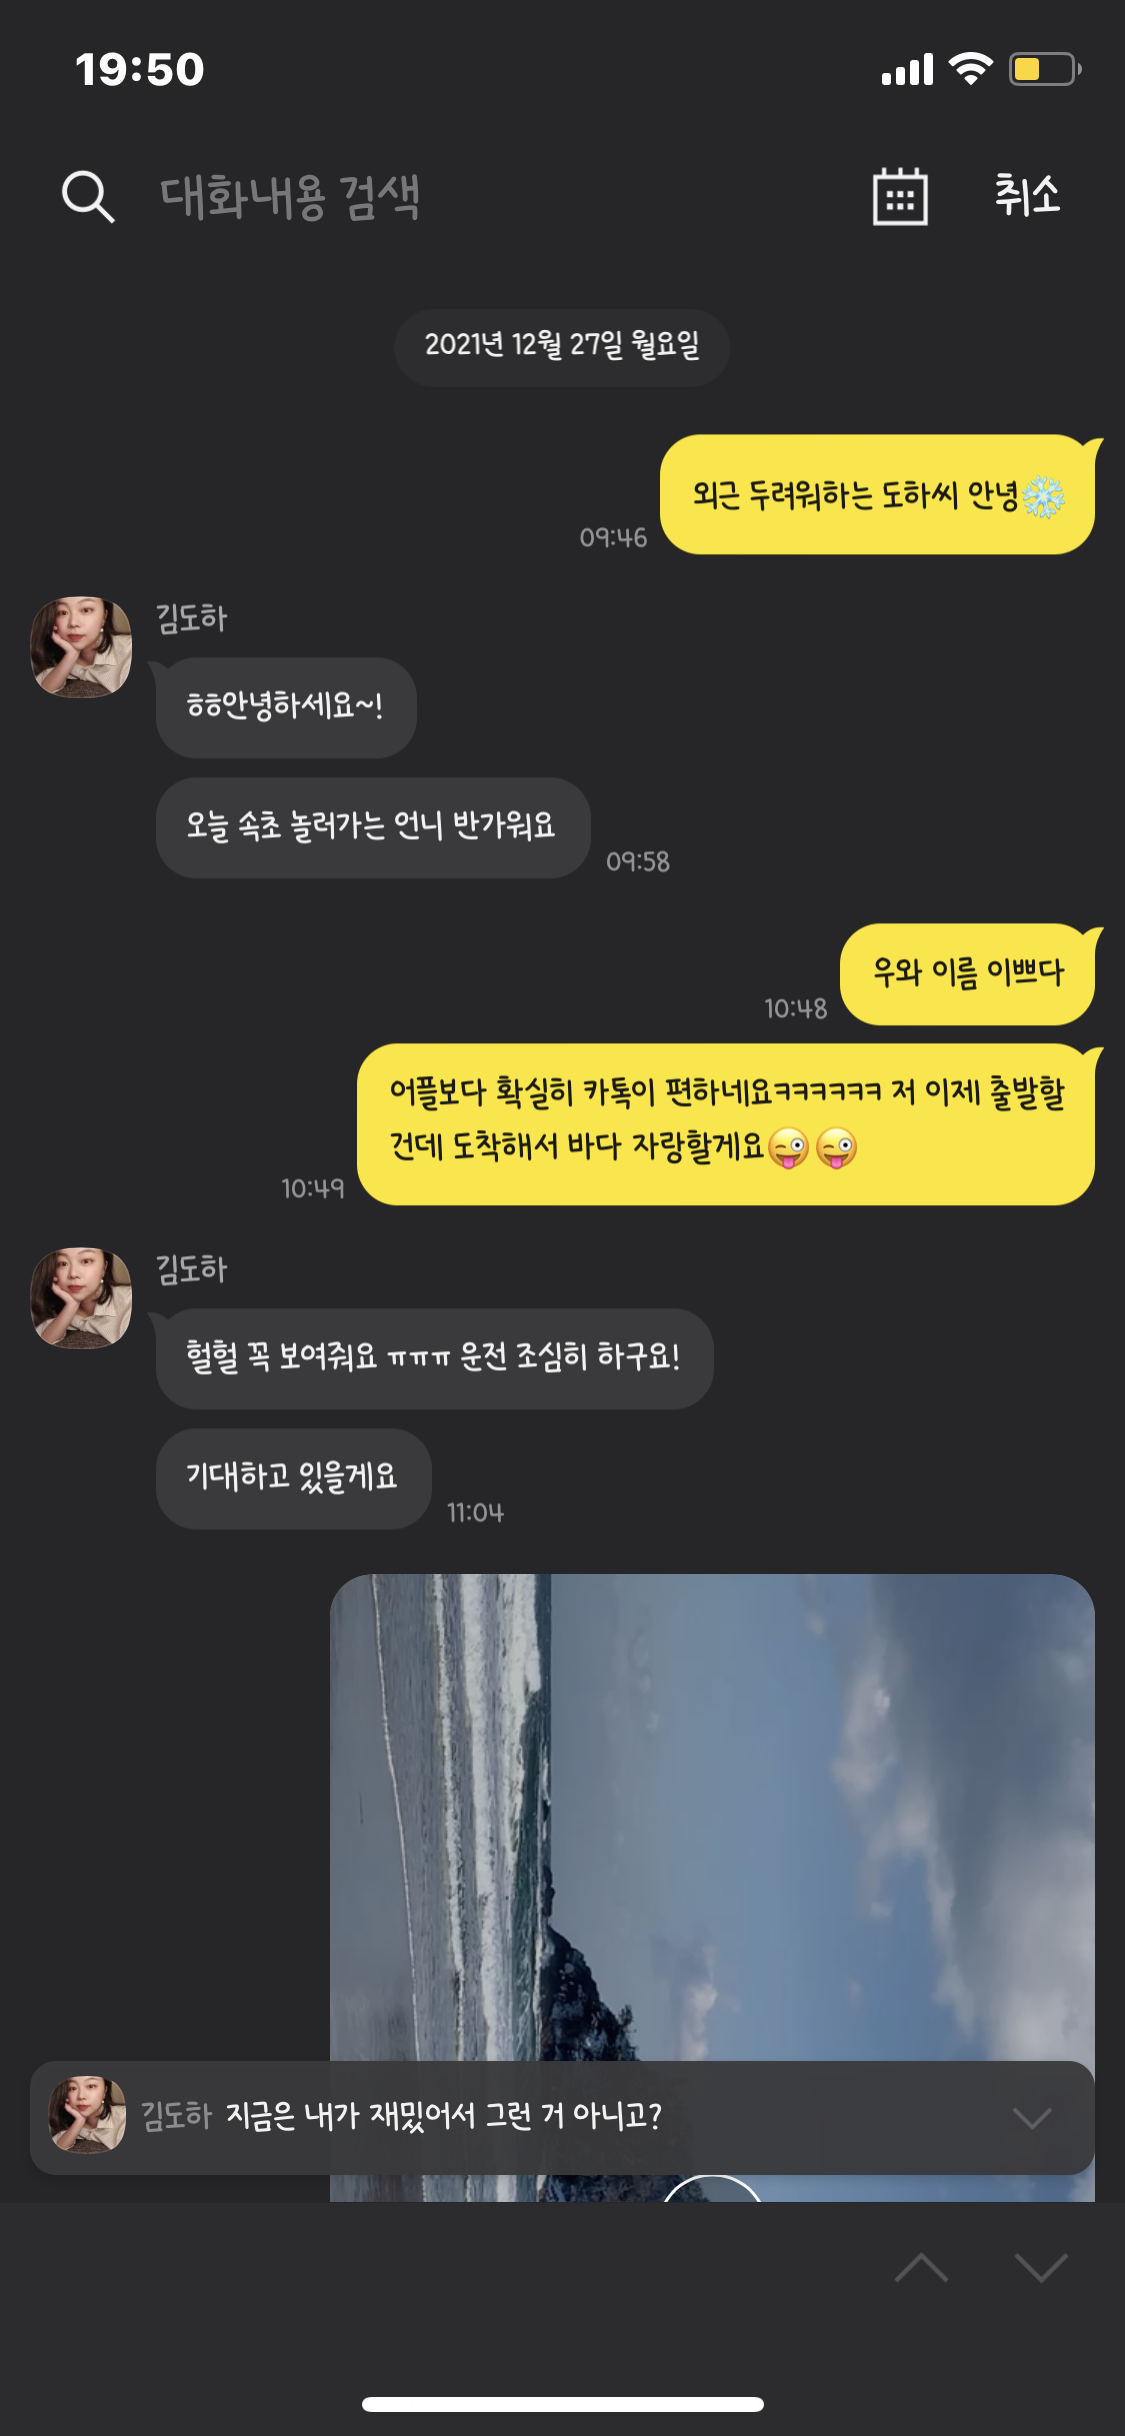 19:50
대화내용 검색
취소
2021년 12월 27일 월요일
외근 두려워하는 도하씨 안녕❄️
09:46
김도하
ㅎㅎ안녕하세요~!
오늘 속초 놀러가는 언니 반가워요
09:58
우와 이름 이쁘다
10:48
어플보다 확실히 카톡이 편하네요ㅋㅋㅋㅋㅋㅋ 저 이제 출발할
건데 도착해서 바다 자랑할게요😜😜
10:49
김도하
헐헐 꼭 보여줘요 ㅠㅠㅠ 운전 조심히 하구요!
기대하고 있을게요
11:04
김도하 지금은 내가 재밌어서 그런 거 아니고?